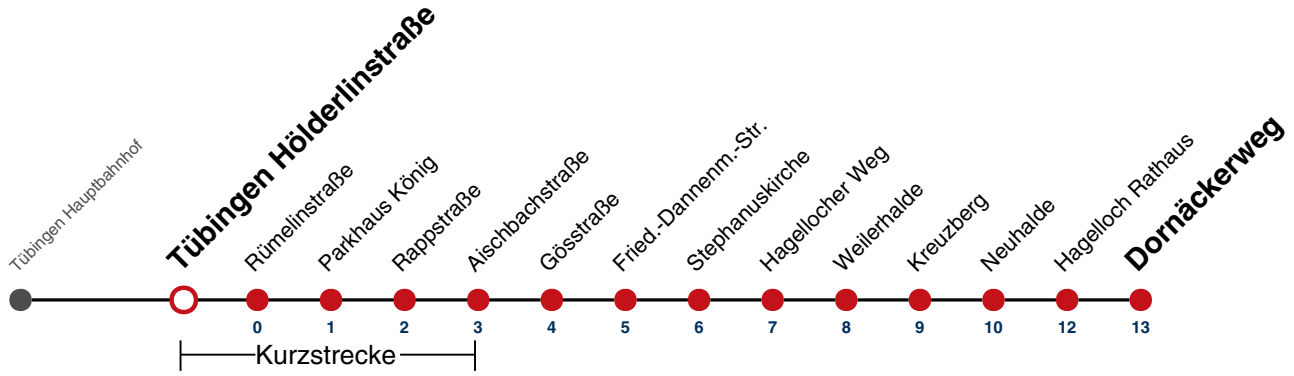 Tübingen Hauptbahnhof
Tübingen Hölderlinstraße
Rümelinstraße
Parkhaus König
Rappstraße
Aischbachstraße
Gösstraße
Fried.-Dannenm.-Str.
Stephanuskirche
Hagellocher Weg
Weilerhalde
Kreuzberg
Neuhalde
Hagelloch Rathaus
Dornäckerweg
0 1 2 3 4 5 6 7 8 9 10 12 13
Kurzstrecke